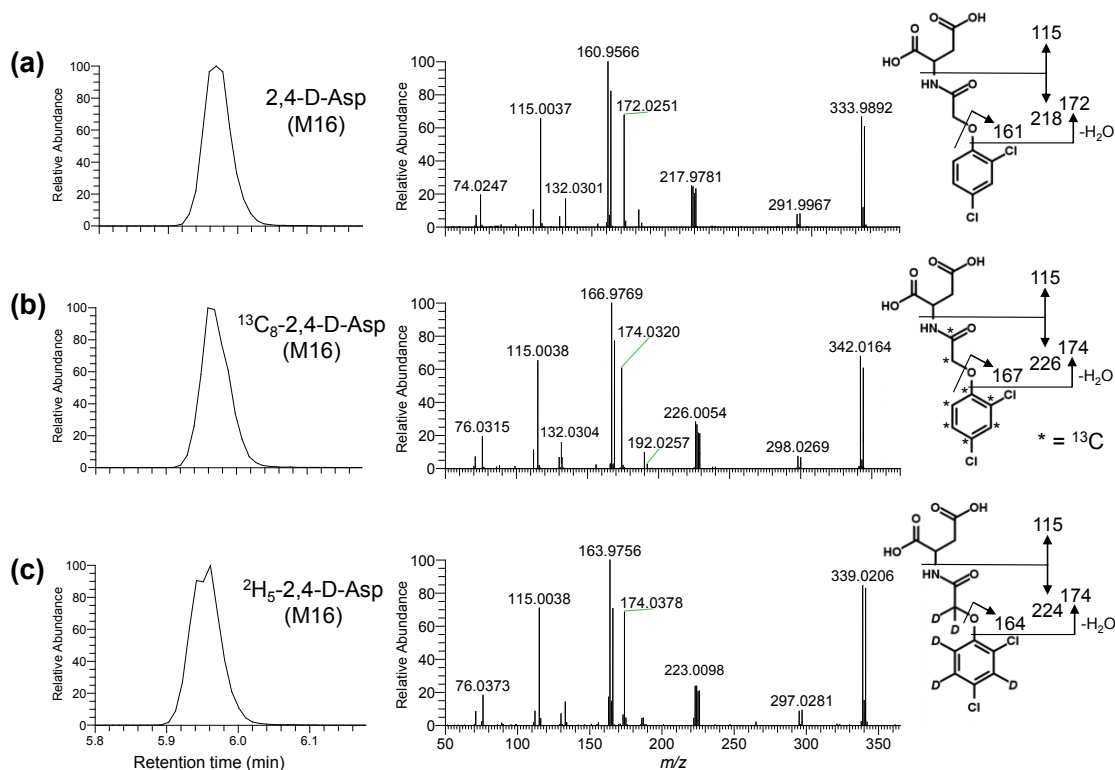 (a)
2,4-D-Asp
(M16)
Relative Abundance
100
80
60
40
20
0
Relative Abundance
100
80
60
40
20
0
74.0247
115.0037
132.0301
160.9566
172.0251
217.9781
291.9967
333.9892
O
OH
O
HO
HN
O
O
Cl
Cl
115
218
172
161
-H₂O
(b)
¹³C₈-2,4-D-Asp
(M16)
Relative Abundance
100
80
60
40
20
0
Relative Abundance
100
80
60
40
20
0
76.0315
115.0038
132.0304
166.9769
174.0320
192.0257
226.0054
298.0269
342.0164
O
OH
O
HO
HN
*
O
*
O
*
*
*
*
*
*
Cl
Cl
115
226
174
167
-H₂O
* = ¹³C
(c)
²H₅-2,4-D-Asp
(M16)
Relative Abundance
100
80
60
40
20
0
5.8 5.9 6.0 6.1
Retention time (min)
Relative Abundance
100
80
60
40
20
0
50 100 150 200 250 300 350
m/z
76.0373
115.0038
163.9756
174.0378
223.0098
297.0281
339.0206
O
OH
O
HO
HN
O
D
D
O
D
D
D
Cl
Cl
115
224
174
164
-H₂O